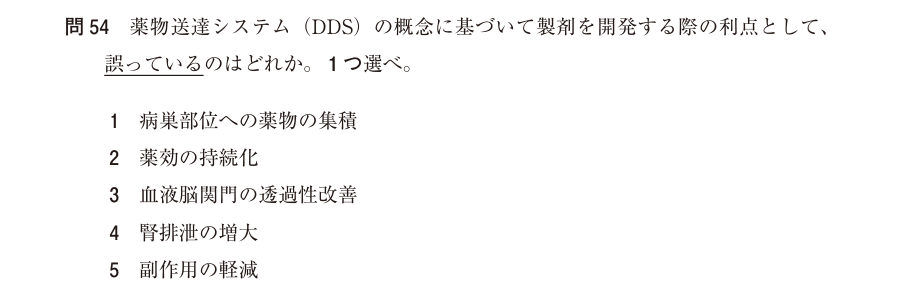 問 54 薬物送達システム（DDS）の概念に基づいて製剤を開発する際の利点として、
誤っているのはどれか。1つ選べ。
1 病巣部位への薬物の集積
2 薬効の持続化
3 血液脳関門の透過性改善
4 腎排泄の増大
5 副作用の軽減